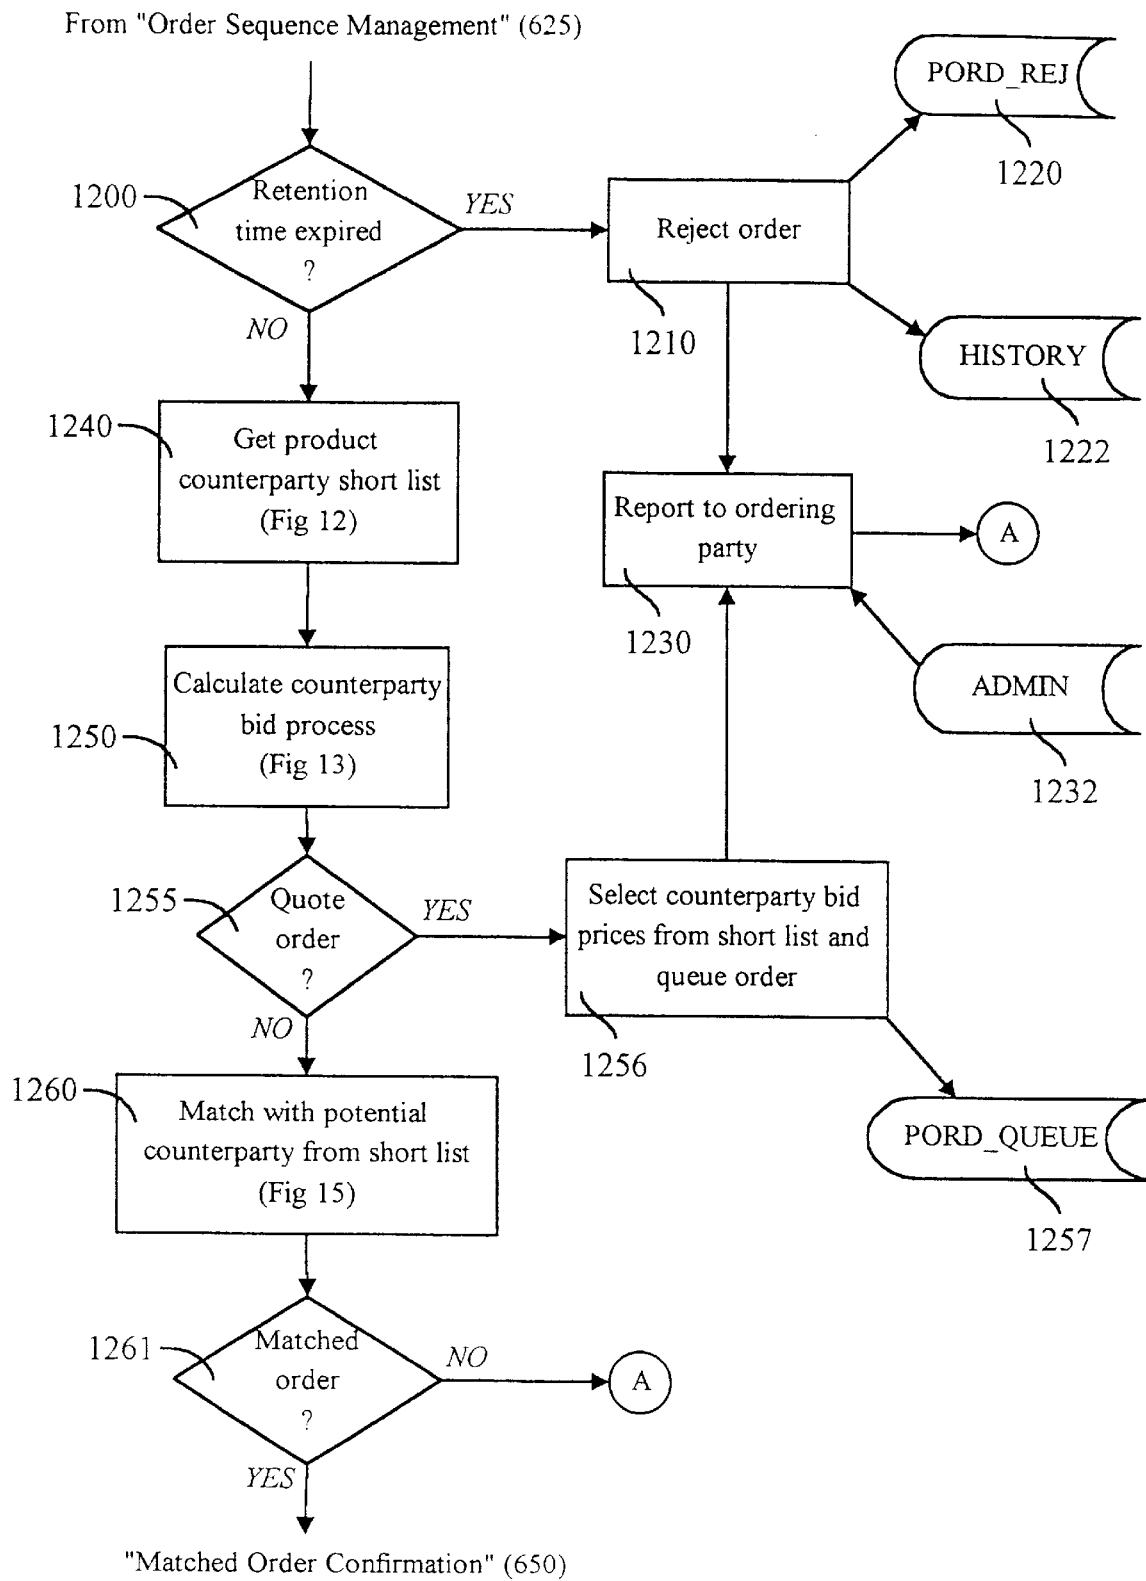 From "Order Sequence Management" (625)
PORD_REJ
1220
1200
Retention
time expired
?
YES
NO
Reject order
1210
HISTORY
1222
1240
Get product
counterparty short list
(Fig 12)
Report to ordering
party
1230
A
ADMIN
1232
1250
Calculate counterparty
bid process
(Fig 13)
1255
Quote
order
?
YES
NO
Select counterparty bid
prices from short list and
queue order
1256
PORD_QUEUE
1257
1260
Match with potential
counterparty from short list
(Fig 15)
1261
Matched
order
?
NO
A
YES
"Matched Order Confirmation" (650)